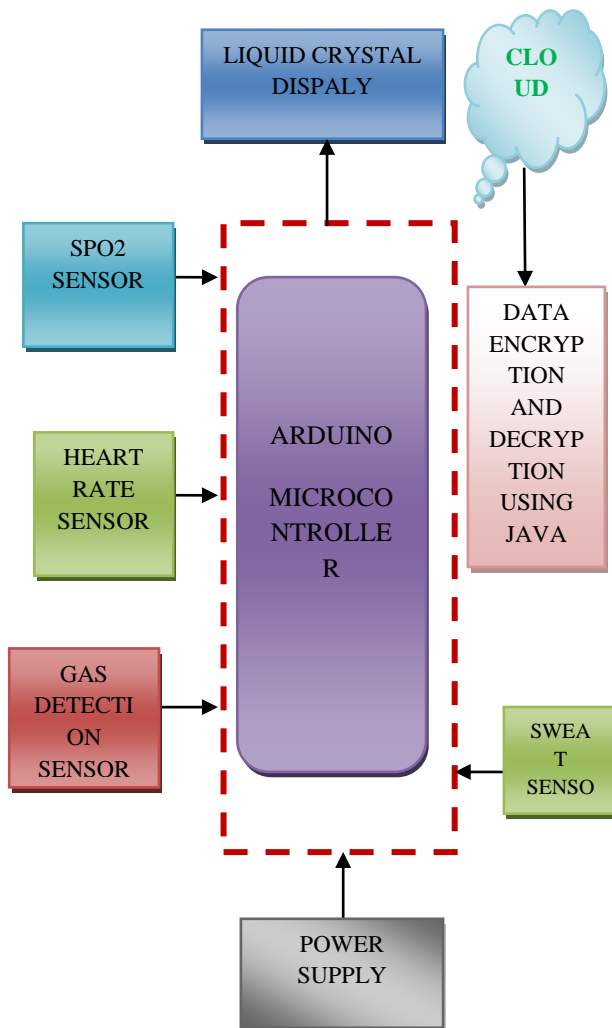 LIQUID CRYSTAL
DISPALY
CLO
UD
SPO2
SENSOR
DATA
ENCRYP
TION
AND
DECRYP
TION
USING
JAVA
ARDUINO
MICROCO
NTROLLE
R
HEART
RATE
SENSOR
GAS
DETECTI
ON
SENSOR
SWEA
T
SENSO
POWER
SUPPLY